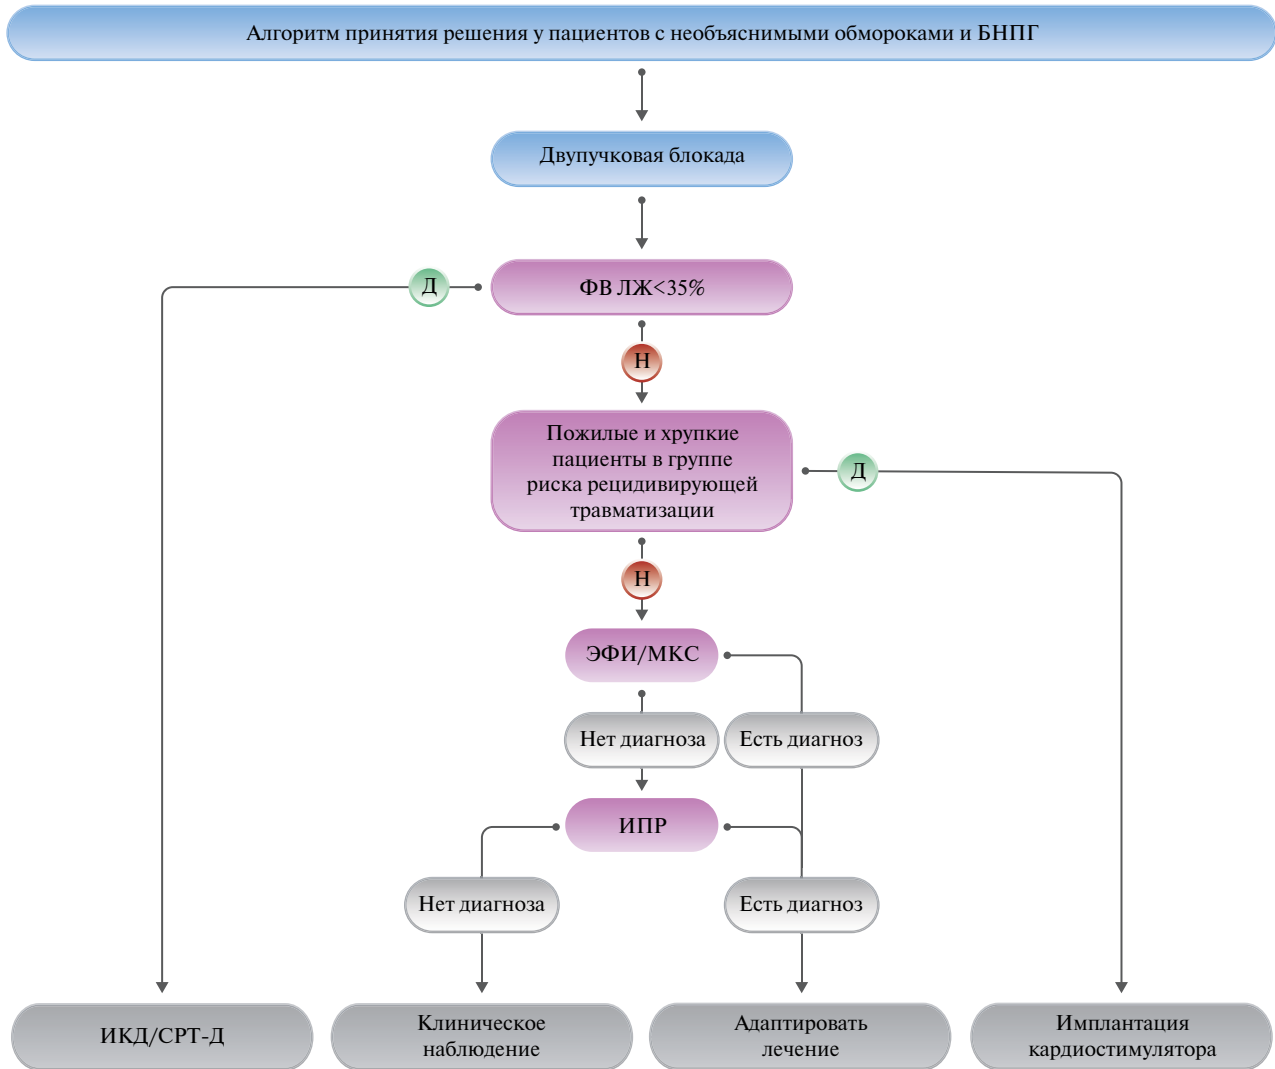 Алгоритм принятия решения у пациентов с необъяснимыми обмороками и БНПГ
Двупучковая блокада
Д
ФВ ЛЖ<35%
Н
Пожилые и хрупкие
пациенты в группе
риска рецидивирующей
травматизации
Д
Н
ЭФИ/МКС
Нет диагноза
Есть диагноз
ИПР
Нет диагноза
Есть диагноз
ИКД/СРТ-Д
Клиническое
наблюдение
Адаптировать
лечение
Имплантация
кардиостимулятора